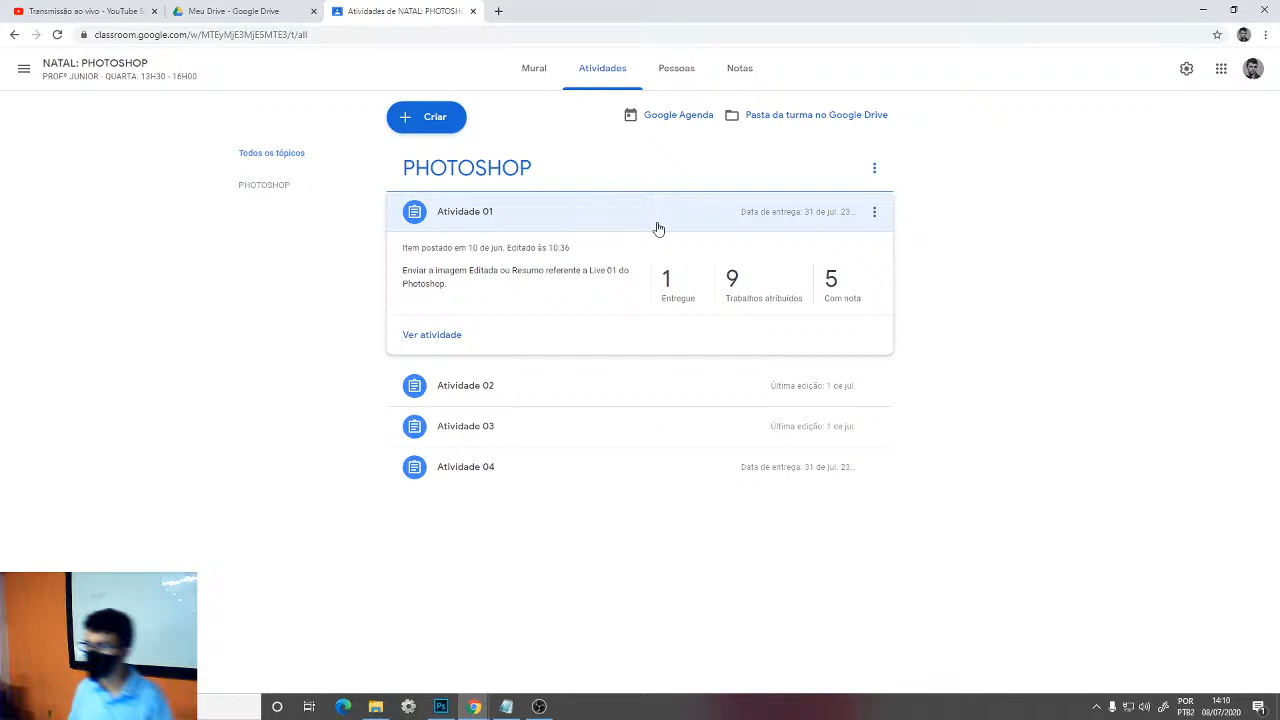 Transmissão ao vivo - YouTube S
Meu Drive - Google Drive
Atividades de NATAL: PHOTOSH
classroom.google.com/w/MTEyMjE3MjE5MTE3/t/all
NATAL: PHOTOSHOP
PROFº JUNIOR - QUARTA: 13H30 - 16H00
Mural
Atividades
Pessoas
Notas
Criar
Google Agenda
Pasta da turma no Google Drive
Todos os tópicos
PHOTOSHOP
PHOTOSHOP
Atividade 01
Data de entrega: 31 de jul. 23...
Item postado em 10 de jun. Editado às 10:36
Enviar a imagem Editada ou Resumo referente a Live 01 do
Photoshop.
1
Entregue
9
Trabalhos atribuídos
5
Com nota
Ver atividade
Atividade 02
Última edição: 1 de jul.
Atividade 03
Última edição: 1 de jul.
Atividade 04
Data de entrega: 31 de jul. 23...
Ps
POR
PTB2
14:10
08/07/2020